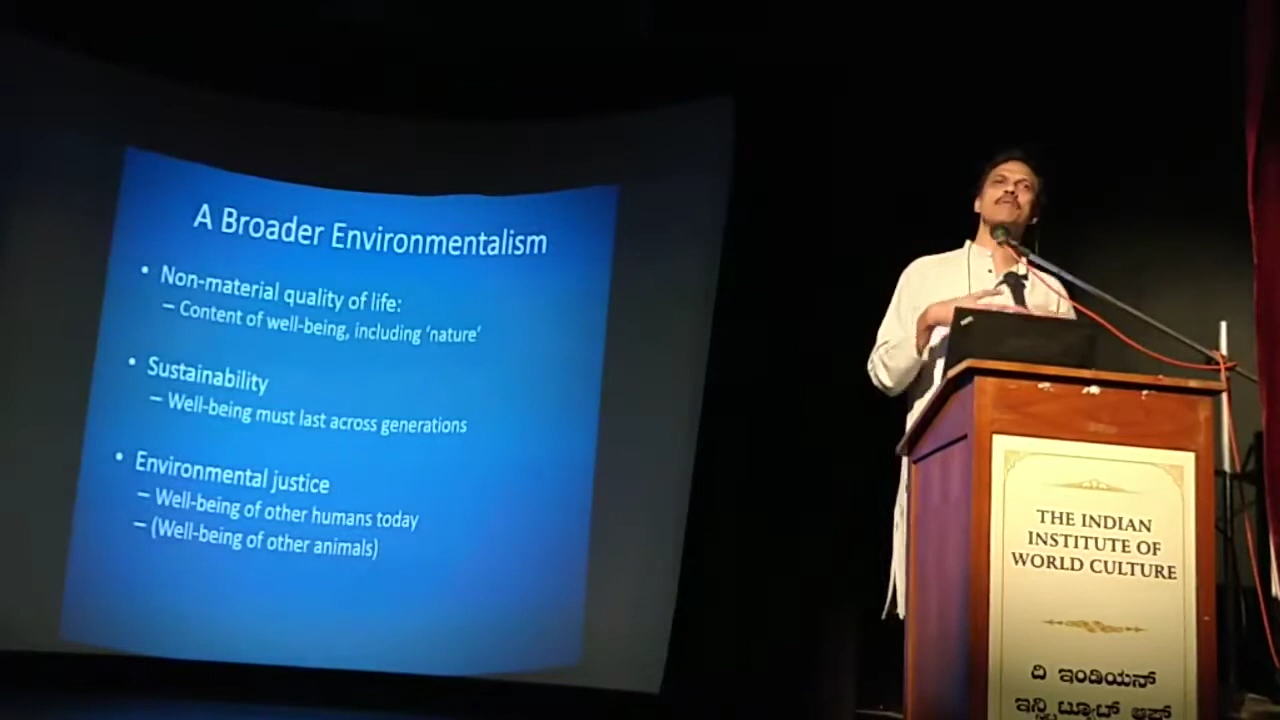 A Broader Environmentalism
• Non-material quality of life:
– Content of well-being, including ‘nature’
• Sustainability
– Well-being must last across generations
• Environmental justice
– Well-being of other humans today
– (Well-being of other animals)
THE INDIAN
INSTITUTE OF
WORLD CULTURE
ದಿ ಇಂಡಿಯನ್
ಇನ್ಸ್ಟಿಟ್ಯೂಟ್ ಆಫ್